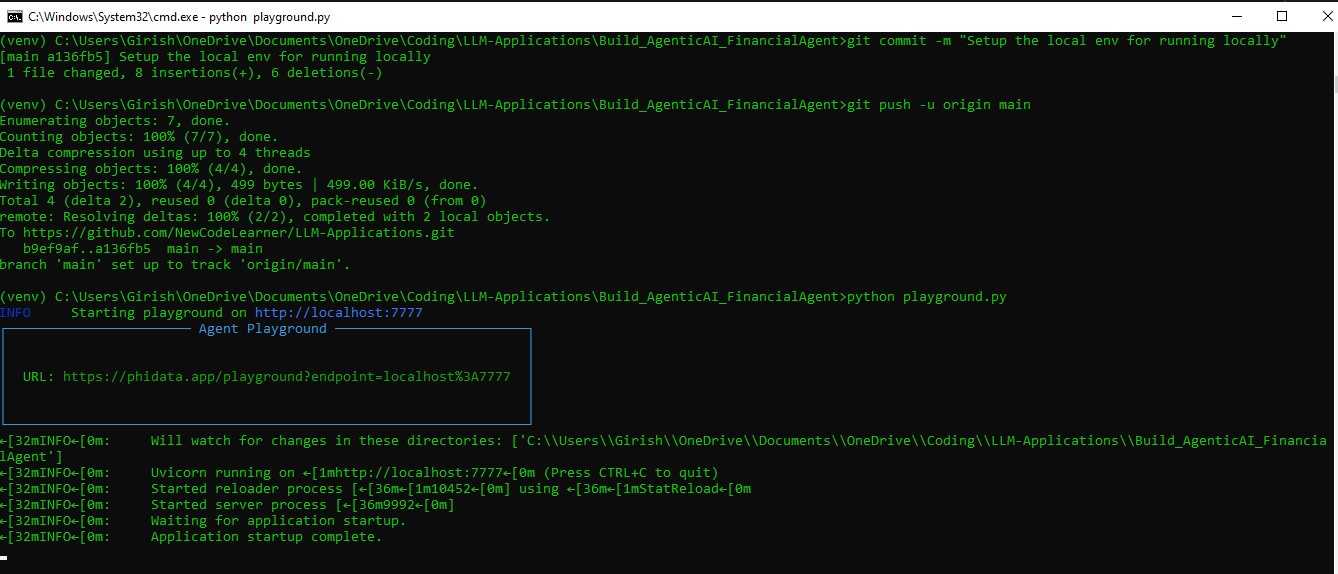 C:\Windows\System32\cmd.exe - python  playground.py
(venv) C:\Users\Girish\OneDrive\Documents\OneDrive\Coding\LLM-Applications\Build_AgenticAI_FinancialAgent>git commit -m "Setup the local env for running locally"
[main a136fb5] Setup the local env for running locally
 1 file changed, 8 insertions(+), 6 deletions(-)
(venv) C:\Users\Girish\OneDrive\Documents\OneDrive\Coding\LLM-Applications\Build_AgenticAI_FinancialAgent>git push -u origin main
Enumerating objects: 7, done.
Counting objects: 100% (7/7), done.
Delta compression using up to 4 threads
Compressing objects: 100% (4/4), done.
Writing objects: 100% (4/4), 499 bytes | 499.00 KiB/s, done.
Total 4 (delta 2), reused 0 (delta 0), pack-reused 0 (from 0)
remote: Resolving deltas: 100% (2/2), completed with 2 local objects.
To https://github.com/NewCodeLearner/LLM-Applications.git
   b9ef9af..a136fb5  main -> main
branch 'main' set up to track 'origin/main'.
(venv) C:\Users\Girish\OneDrive\Documents\OneDrive\Coding\LLM-Applications\Build_AgenticAI_FinancialAgent>python playground.py
INFO     Starting playground on http://localhost:7777
Agent Playground
URL: https://phidata.app/playground?endpoint=localhost%3A7777
←[32mINFO←[0m:     Will watch for changes in these directories: ['C:\\Users\\Girish\\OneDrive\\Documents\\OneDrive\\Coding\\LLM-Applications\\Build_AgenticAI_Financia
lAgent']
←[32mINFO←[0m:     Uvicorn running on ←[1mhttp://localhost:7777←[0m (Press CTRL+C to quit)
←[32mINFO←[0m:     Started reloader process [←[36m←[1m10452←[0m] using ←[36m←[1mStatReload←[0m
←[32mINFO←[0m:     Started server process [←[36m9992←[0m]
←[32mINFO←[0m:     Waiting for application startup.
←[32mINFO←[0m:     Application startup complete.